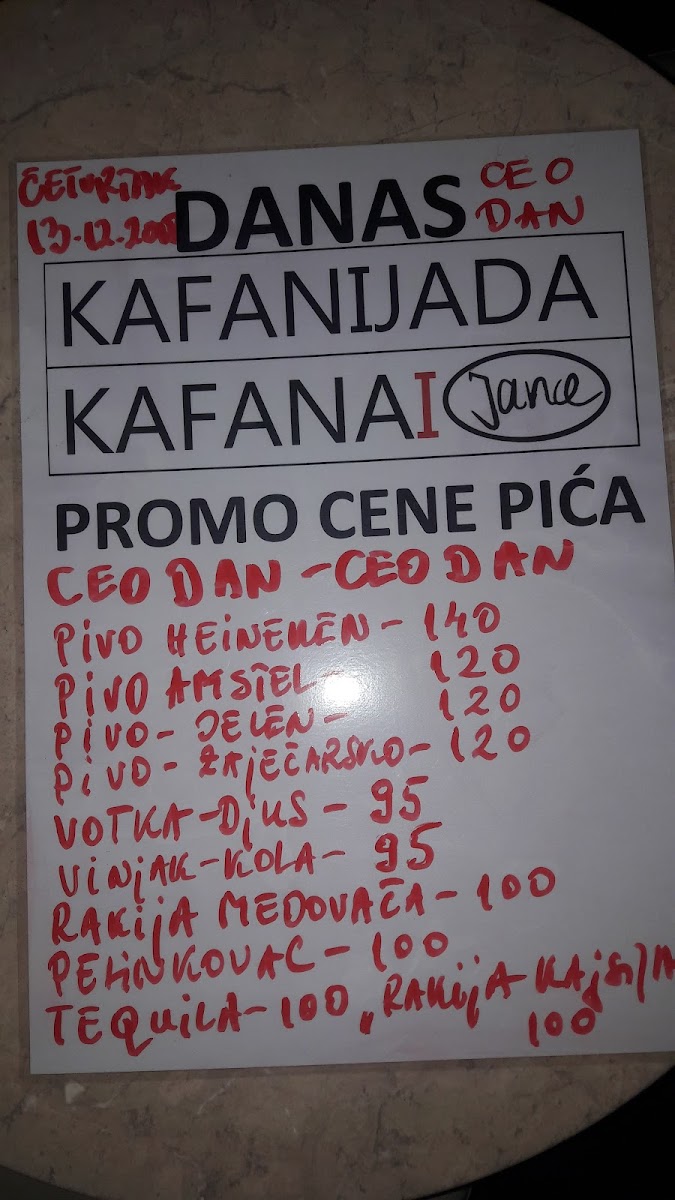 ČETVRTAK
13.12.2018
DANAS
CEO
DAN
KAFANIJADA
KAFANA I Jance
PROMO CENE PIĆA
CEO DAN - CEO DAN
PIVO HEINEKEN - 140
PIVO AMSTEL - 120
PIVO - JELEN - 120
PIVO - ZAJEČARSKO - 120
VOTKA - DJUS - 95
VINJAK - KOLA - 95
RAKIJA MEDOVAČA - 100
PELINKOVAC - 100
TEQUILA - 100, RAKIJA - KAJSIJA
100